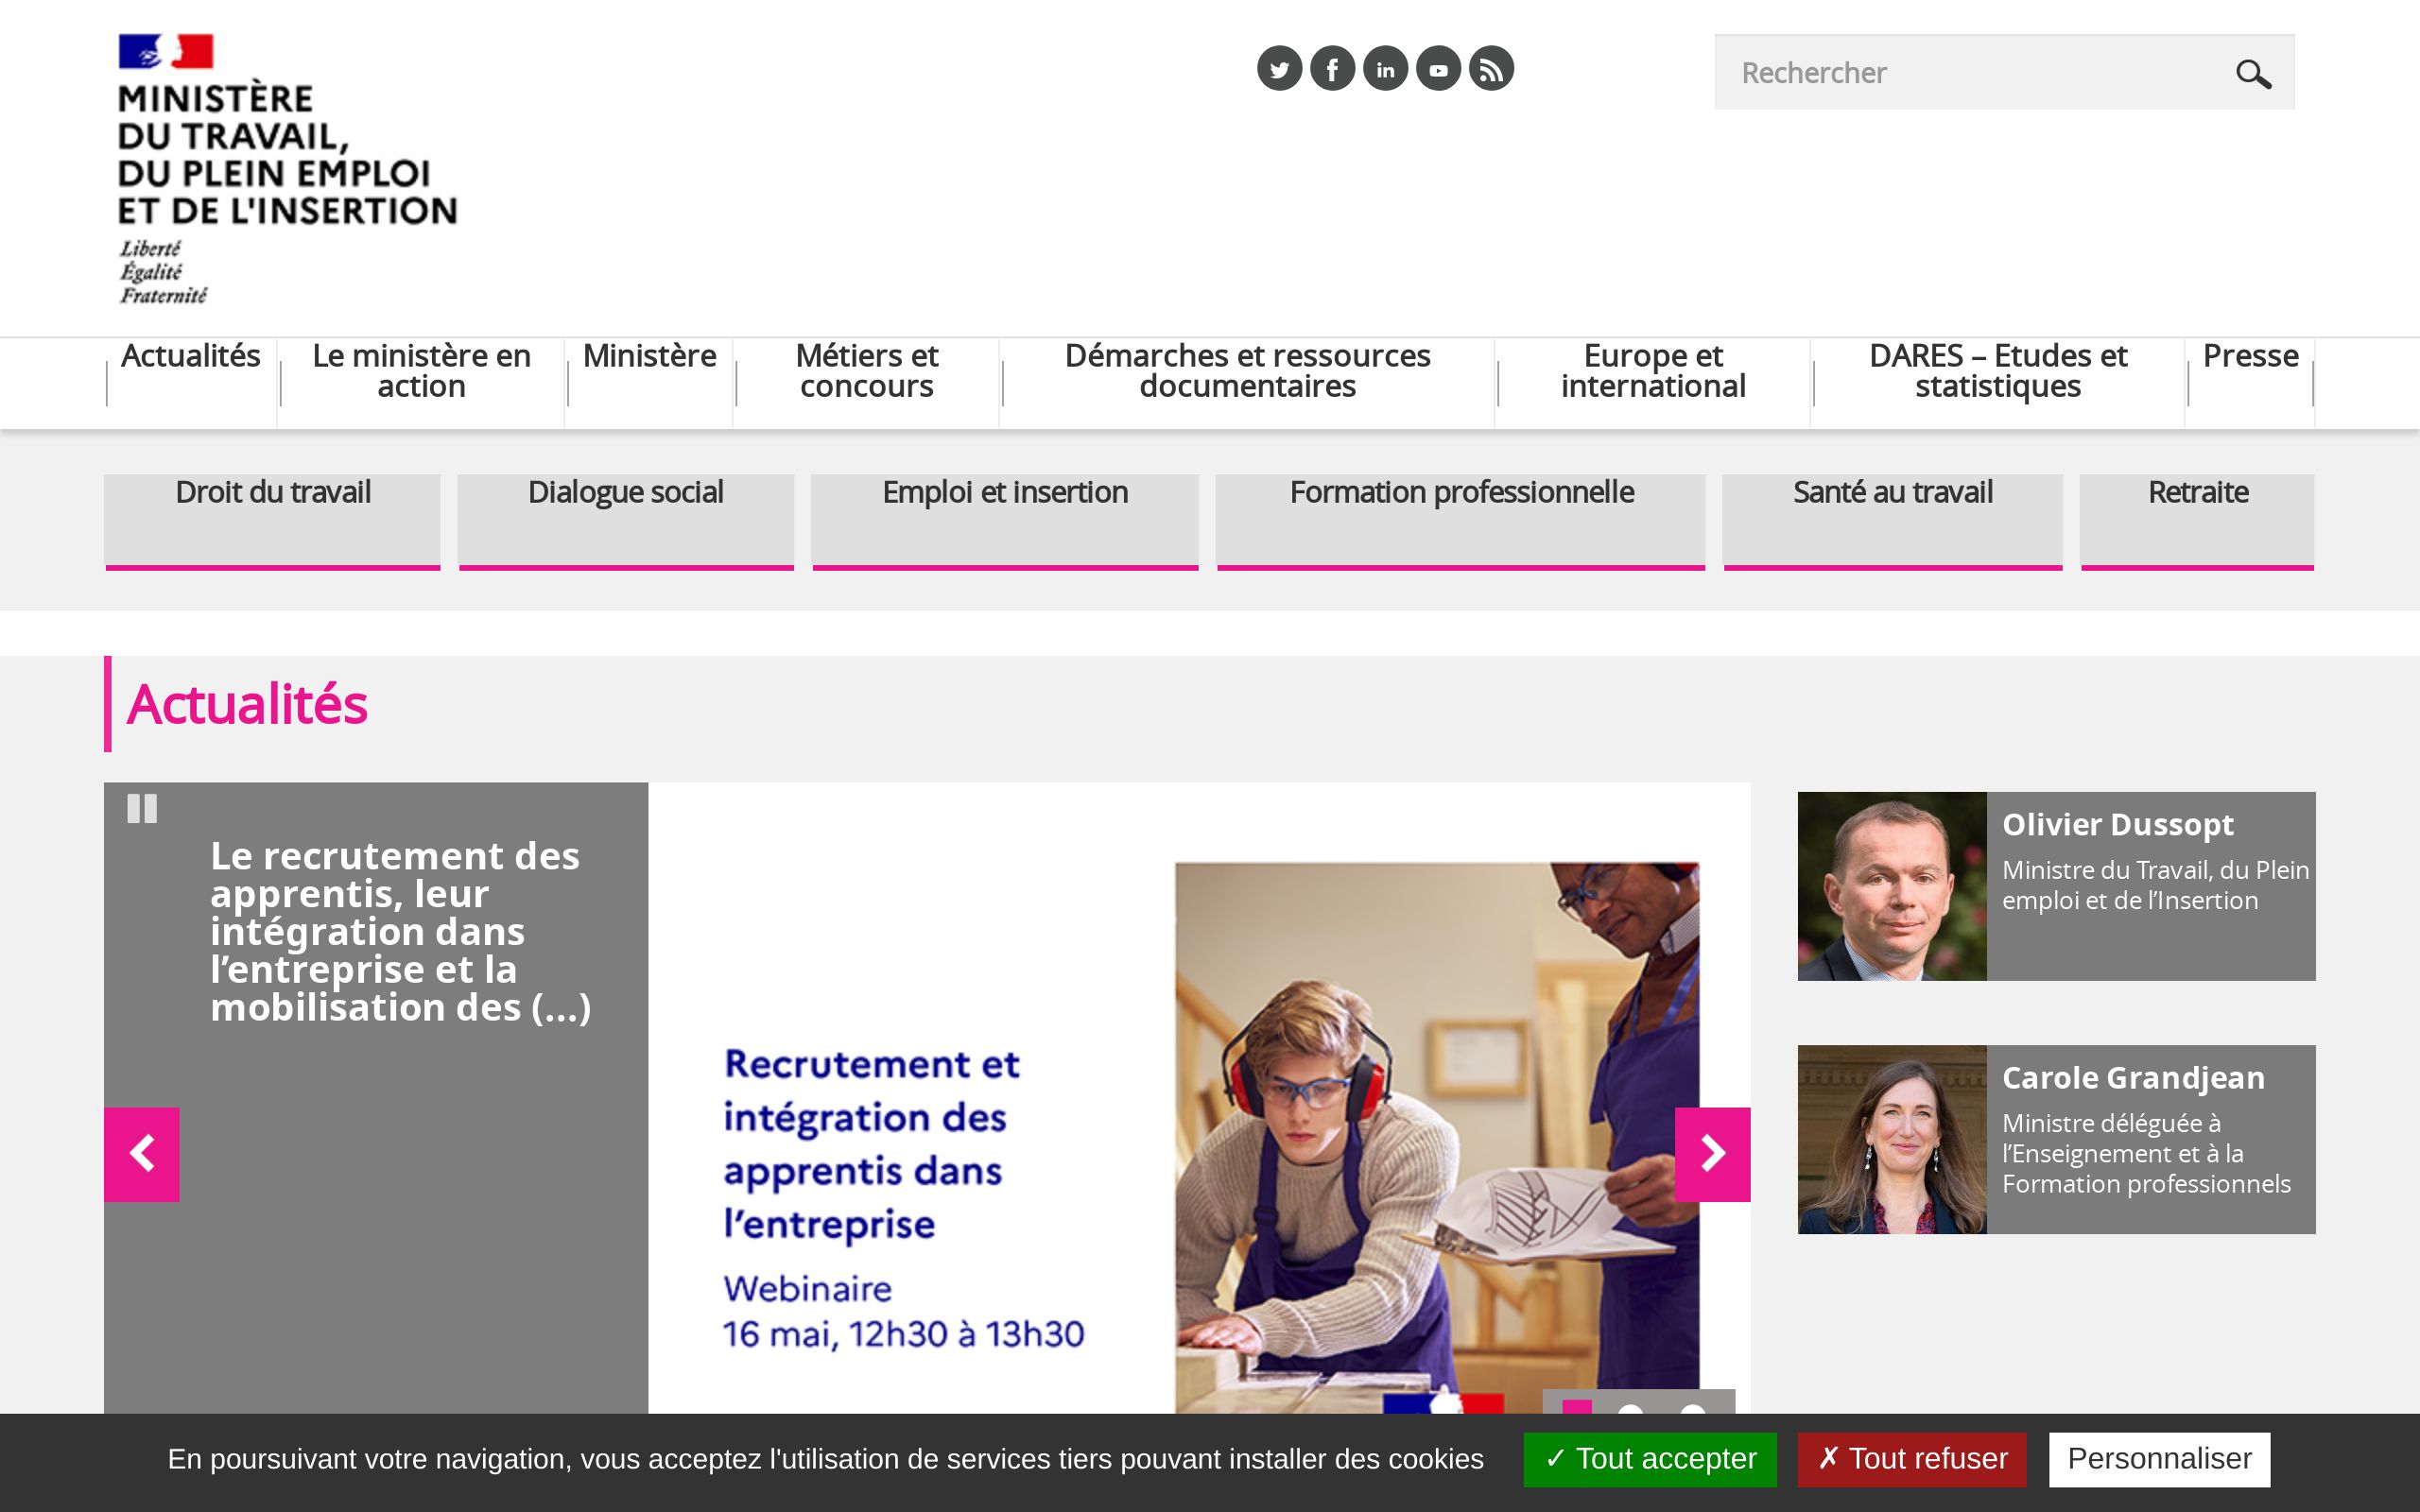 MINISTÈRE
DU TRAVAIL,
DU PLEIN EMPLOI
ET DE L'INSERTION
Liberté
Égalité
Fraternité
Rechercher
Actualités
Le ministère en
action
Ministère
Métiers et
concours
Démarches et ressources
documentaires
Europe et
international
DARES – Etudes et
statistiques
Presse
Droit du travail
Dialogue social
Emploi et insertion
Formation professionnelle
Santé au travail
Retraite
Actualités
Le recrutement des
apprentis, leur
intégration dans
l’entreprise et la
mobilisation des (...)
Recrutement et
intégration des
apprentis dans
l’entreprise
Webinaire
16 mai, 12h30 à 13h30
Olivier Dussopt
Ministre du Travail, du Plein
emploi et de l’Insertion
Carole Grandjean
Ministre déléguée à
l’Enseignement et à la
Formation professionnels
En poursuivant votre navigation, vous acceptez l'utilisation de services tiers pouvant installer des cookies
✓ Tout accepter
✗ Tout refuser
Personnaliser